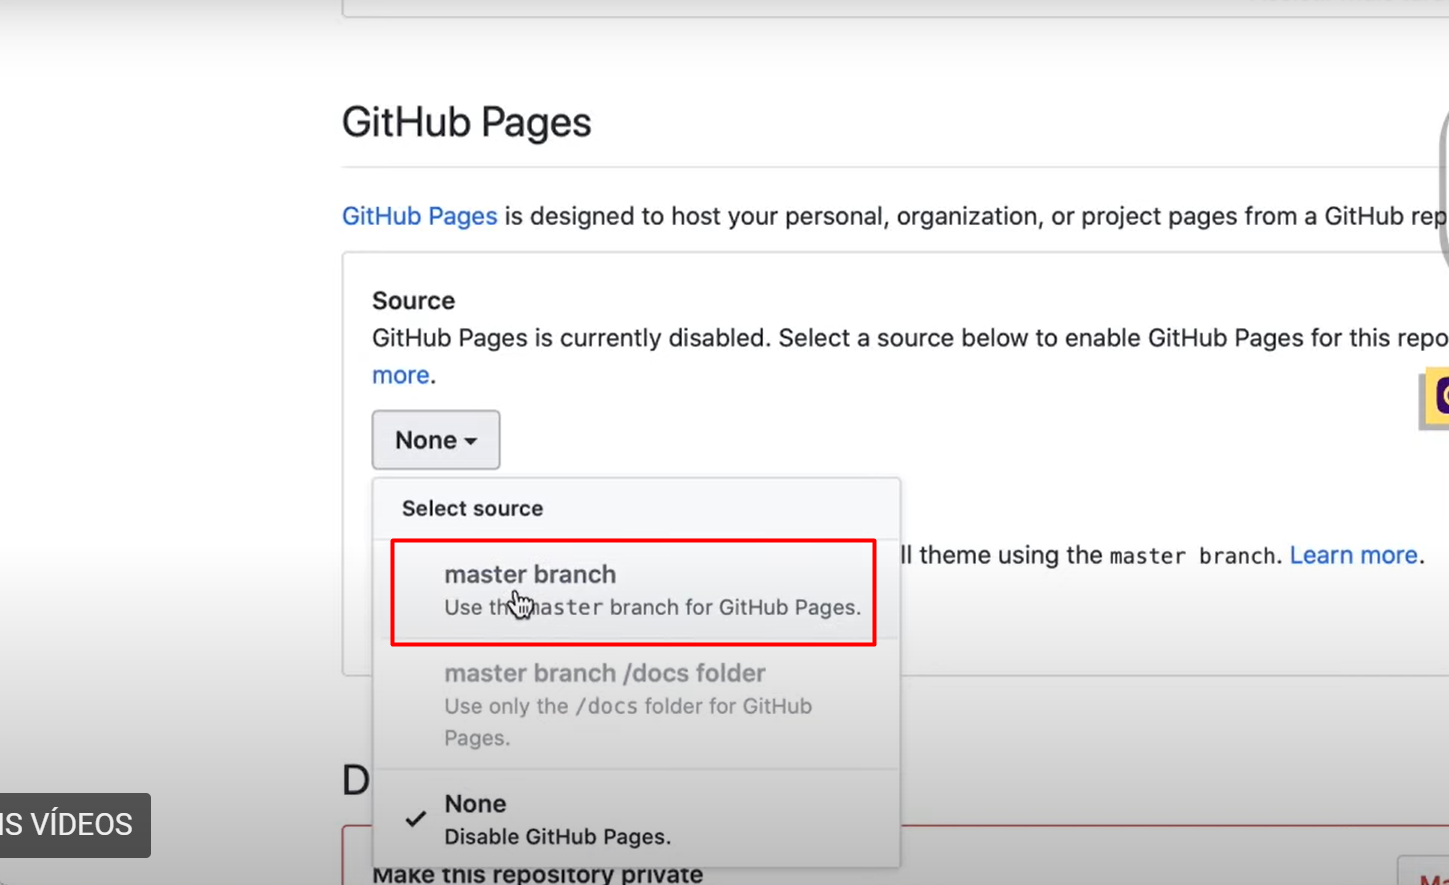 GitHub Pages
GitHub Pages is designed to host your personal, organization, or project pages from a GitHub rep
Source
GitHub Pages is currently disabled. Select a source below to enable GitHub Pages for this repo
more.
None
Select source
master branch
Use the master branch for GitHub Pages.
ll theme using the master branch. Learn more.
master branch /docs folder
Use only the /docs folder for GitHub
Pages.
D
None
Disable GitHub Pages.
IS VÍDEOS
Make this repository private
Ma